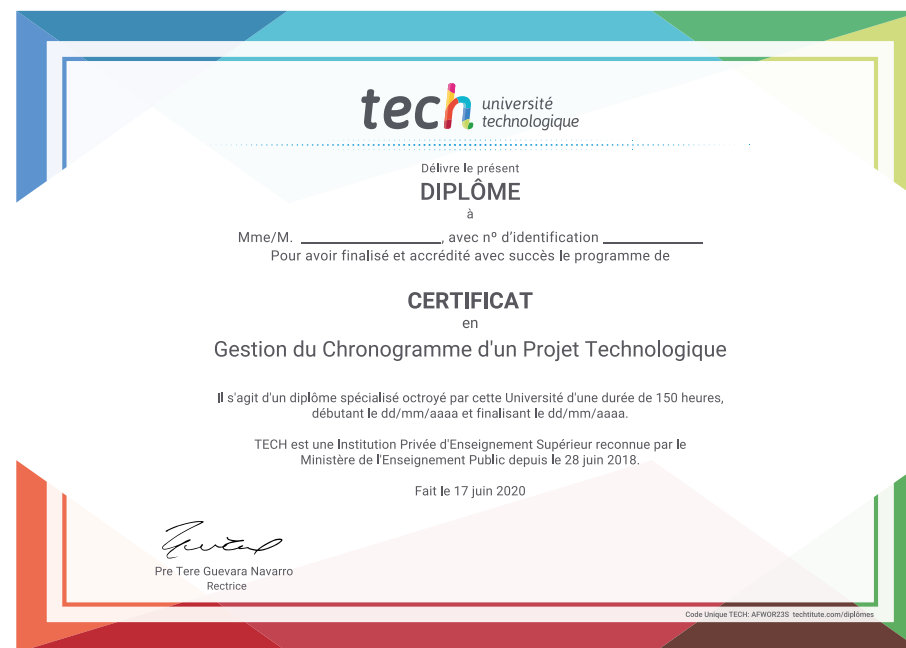 tech université
technologique
Délivre le présent
DIPLÔME
à
Mme/M. ____________________, avec nº d'identification ______________
Pour avoir finalisé et accrédité avec succès le programme de
CERTIFICAT
en
Gestion du Chronogramme d'un Projet Technologique
Il s'agit d'un diplôme spécialisé octroyé par cette Université d'une durée de 150 heures,
débutant le dd/mm/aaaa et finalisant le dd/mm/aaaa.
TECH est une Institution Privée d'Enseignement Supérieur reconnue par le
Ministère de l'Enseignement Public depuis le 28 juin 2018.
Fait le 17 juin 2020
Pre Tere Guevara Navarro
Rectrice
Code Unique TECH: AFWOR23S techtitute.com/diplômes